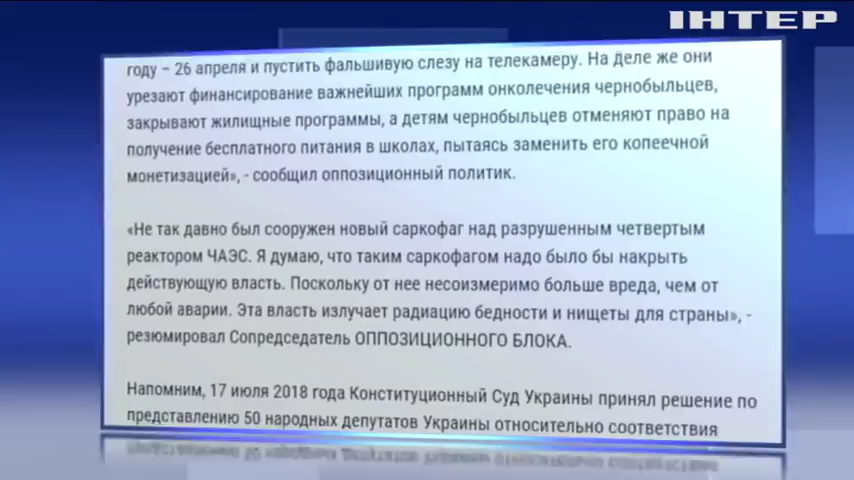 ІНТЕР
году – 26 апреля и пустить фальшивую слезу на телекамеру. На деле же они
урезают финансирование важнейших программ онколечения чернобыльцев,
закрывают жилищные программы, а детям чернобыльцев отменяют право на
получение бесплатного питания в школах, пытаясь заменить его копеечной
монетизацией», - сообщил оппозиционный политик.
«Не так давно был сооружен новый саркофаг над разрушенным четвертым
реактором ЧАЭС. Я думаю, что таким саркофагом надо было бы накрыть
действующую власть. Поскольку от нее несоизмеримо больше вреда, чем от
любой аварии. Эта власть излучает радиацию бедности и нищеты для страны», -
резюмировал Сопредседатель ОППОЗИЦИОННОГО БЛОКА.
Напомним, 17 июля 2018 года Конституционный Суд Украины принял решение по
представлению 50 народных депутатов Украины относительно соответствия